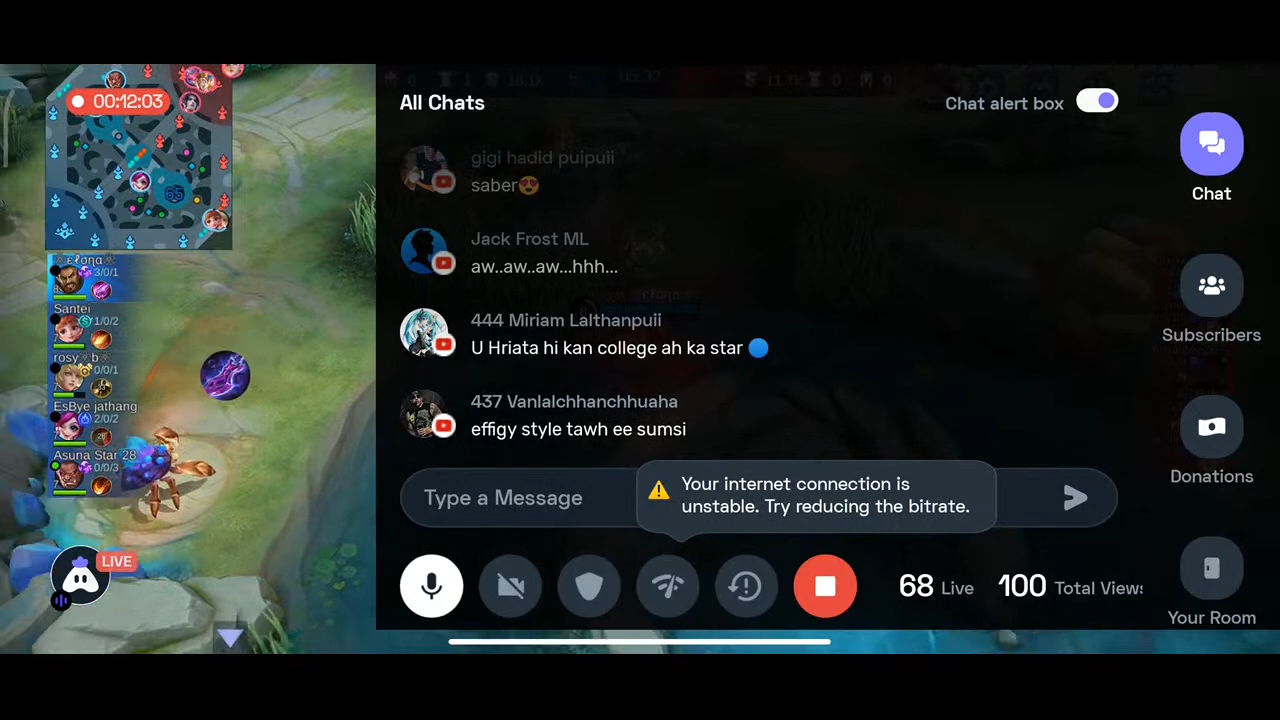 00:12:03
All Chats
Chat alert box
gigi hadid puipuii
saber😍
Jack Frost ML
aw..aw..aw...hhh...
444 Miriam Lalthanpuii
U Hriata hi kan college ah ka star 🔵
437 Vanlalchhanchhuaha
effigy style tawh ee sumsi
Type a Message
Your internet connection is
unstable. Try reducing the bitrate.
68 Live
100 Total Views
Chat
Subscribers
Donations
Your Room
65
3/0/1
Santei
1/0/2
rosy b
0/0/1
EsBye jathang
2/0/2
Asuna Star 28
0/0/3
LIVE